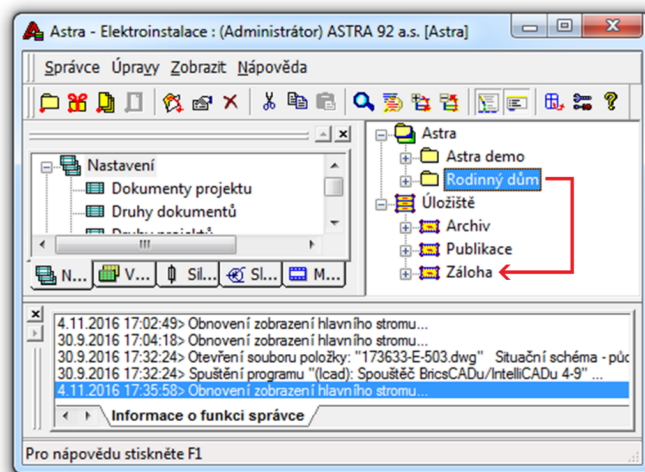 Astra - Elektroinstalace : (Administrátor) ASTRA 92 a.s. [Astra]
Správce Úpravy Zobrazit Nápověda
Nastavení
Dokumenty projektu
Druhy dokumentů
Druhy projektů
N... V... Sil... Sl... M...
Astra
Astra demo
Rodinný dům
Úložiště
Archiv
Publikace
Záloha
4.11.2016 17:02:49> Obnovení zobrazení hlavního stromu...
30.9.2016 17:04:18> Obnovení zobrazení hlavního stromu...
30.9.2016 17:32:24> Otevření souboru položky: "173633-E-503.dwg" Situační schéma - půd
30.9.2016 17:32:24> Spuštění programu "(Icad): Spouštěč BricsCADu/IntelliCADu 4-9" ...
4.11.2016 17:35:58> Obnovení zobrazení hlavního stromu...
Informace o funkci správce
Pro nápovědu stiskněte F1